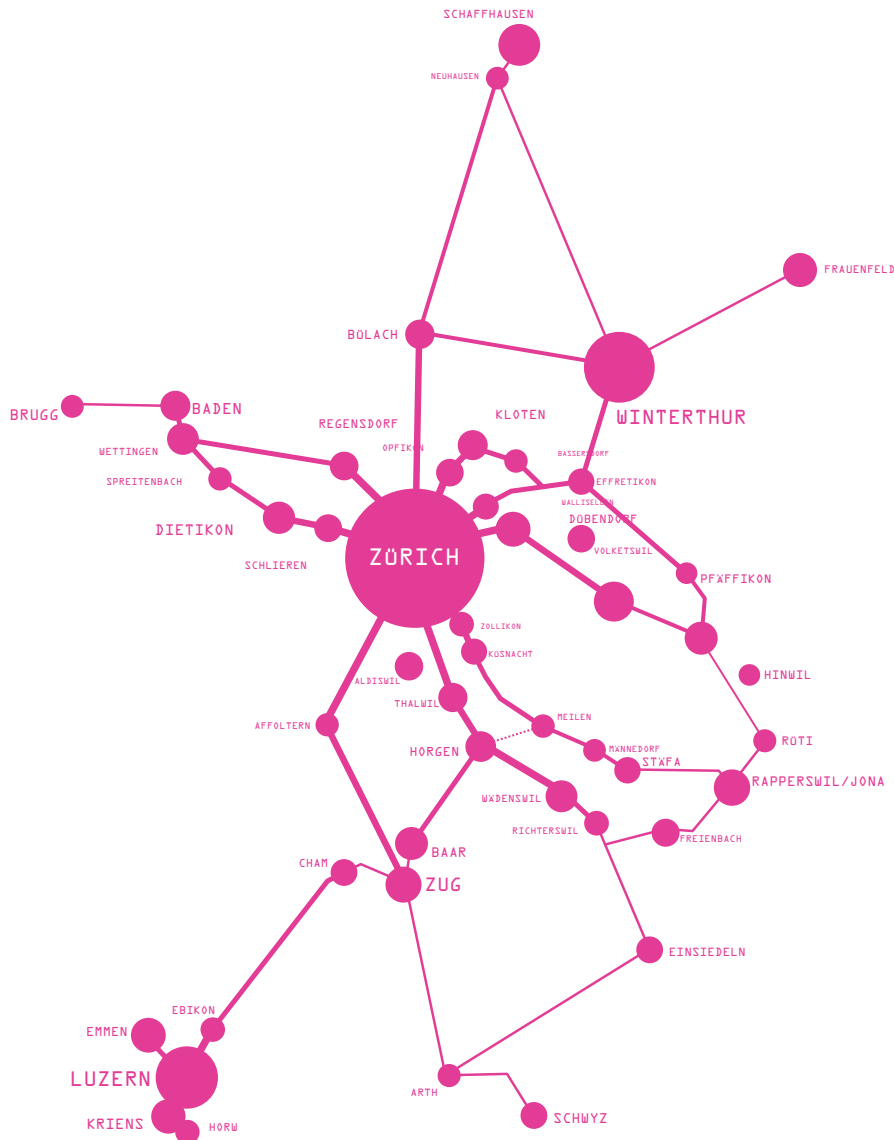 SCHAFFHAUSEN
NEUHAUSEN
FRAUENFELD
BÜLACH
BADEN
BRUGG
WINTERTHUR
KLOTEN
REGENSDORF
OPFIKON
WETTINGEN
BASSERSDORF
SPREITENBACH
EFFRETIKON
WALLISELLEN
DÜBENDORF
DIETIKON
VOLKETSWIL
ZÜRICH
SCHLIEREN
PFÄFFIKON
ZOLLIKON
KÜSNACHT
HINWIL
ALDISWIL
THALWIL
MEILEN
AFFOLTERN
RÜTI
HORGEN
MÄNNEDORF
STÄFA
RAPPERSWIL/JONA
WÄDENSWIL
RICHTERSWIL
FREIENBACH
BAAR
CHAM
ZUG
EINSIEDELN
EBIKON
EMMEN
LUZERN
ARTH
SCHWYZ
KRIENS
HORW